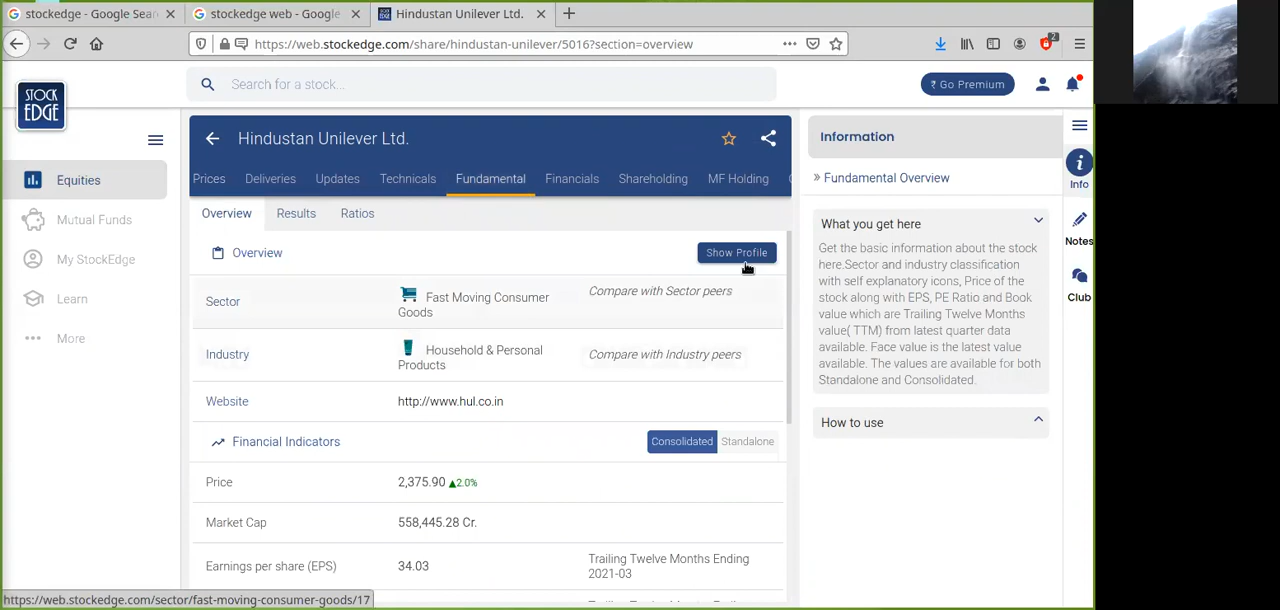 stockedge - Google Sear
stockedge web - Google
Hindustan Unilever Ltd.
https://web.stockedge.com/share/hindustan-unilever/5016?section=overview
2
STOCK
EDGE
Search for a stock...
₹ Go Premium
Equities
Mutual Funds
My StockEdge
Learn
More
Hindustan Unilever Ltd.
Prices
Deliveries
Updates
Technicals
Fundamental
Financials
Shareholding
MF Holding
Overview
Results
Ratios
Overview
Show Profile
Sector
Fast Moving Consumer
Goods
Compare with Sector peers
Industry
Household & Personal
Products
Compare with Industry peers
Website
http://www.hul.co.in
Financial Indicators
Consolidated
Standalone
Price
2,375.90 ▲2.0%
Market Cap
558,445.28 Cr.
Earnings per share (EPS)
34.03
Trailing Twelve Months Ending
2021-03
Information
» Fundamental Overview
What you get here
Get the basic information about the stock
here.Sector and industry classification
with self explanatory icons, Price of the
stock along with EPS, PE Ratio and Book
value which are Trailing Twelve Months
value( TTM) from latest quarter data
available. Face value is the latest value
available. The values are available for both
Standalone and Consolidated.
How to use
Info
Notes
Club
https://web.stockedge.com/sector/fast-moving-consumer-goods/17